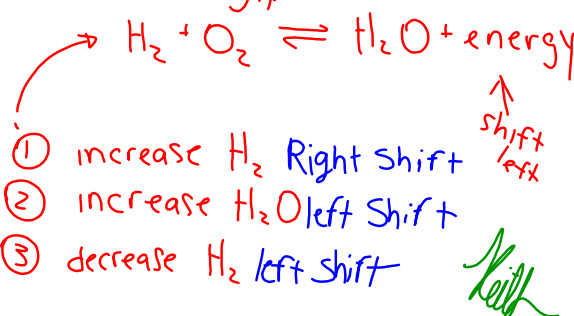 H₂ + O₂ ⇌ H₂O + energy
shift
left
① increase H₂ Right Shift
② increase H₂O left Shift
③ decrease H₂ left Shift
Keith